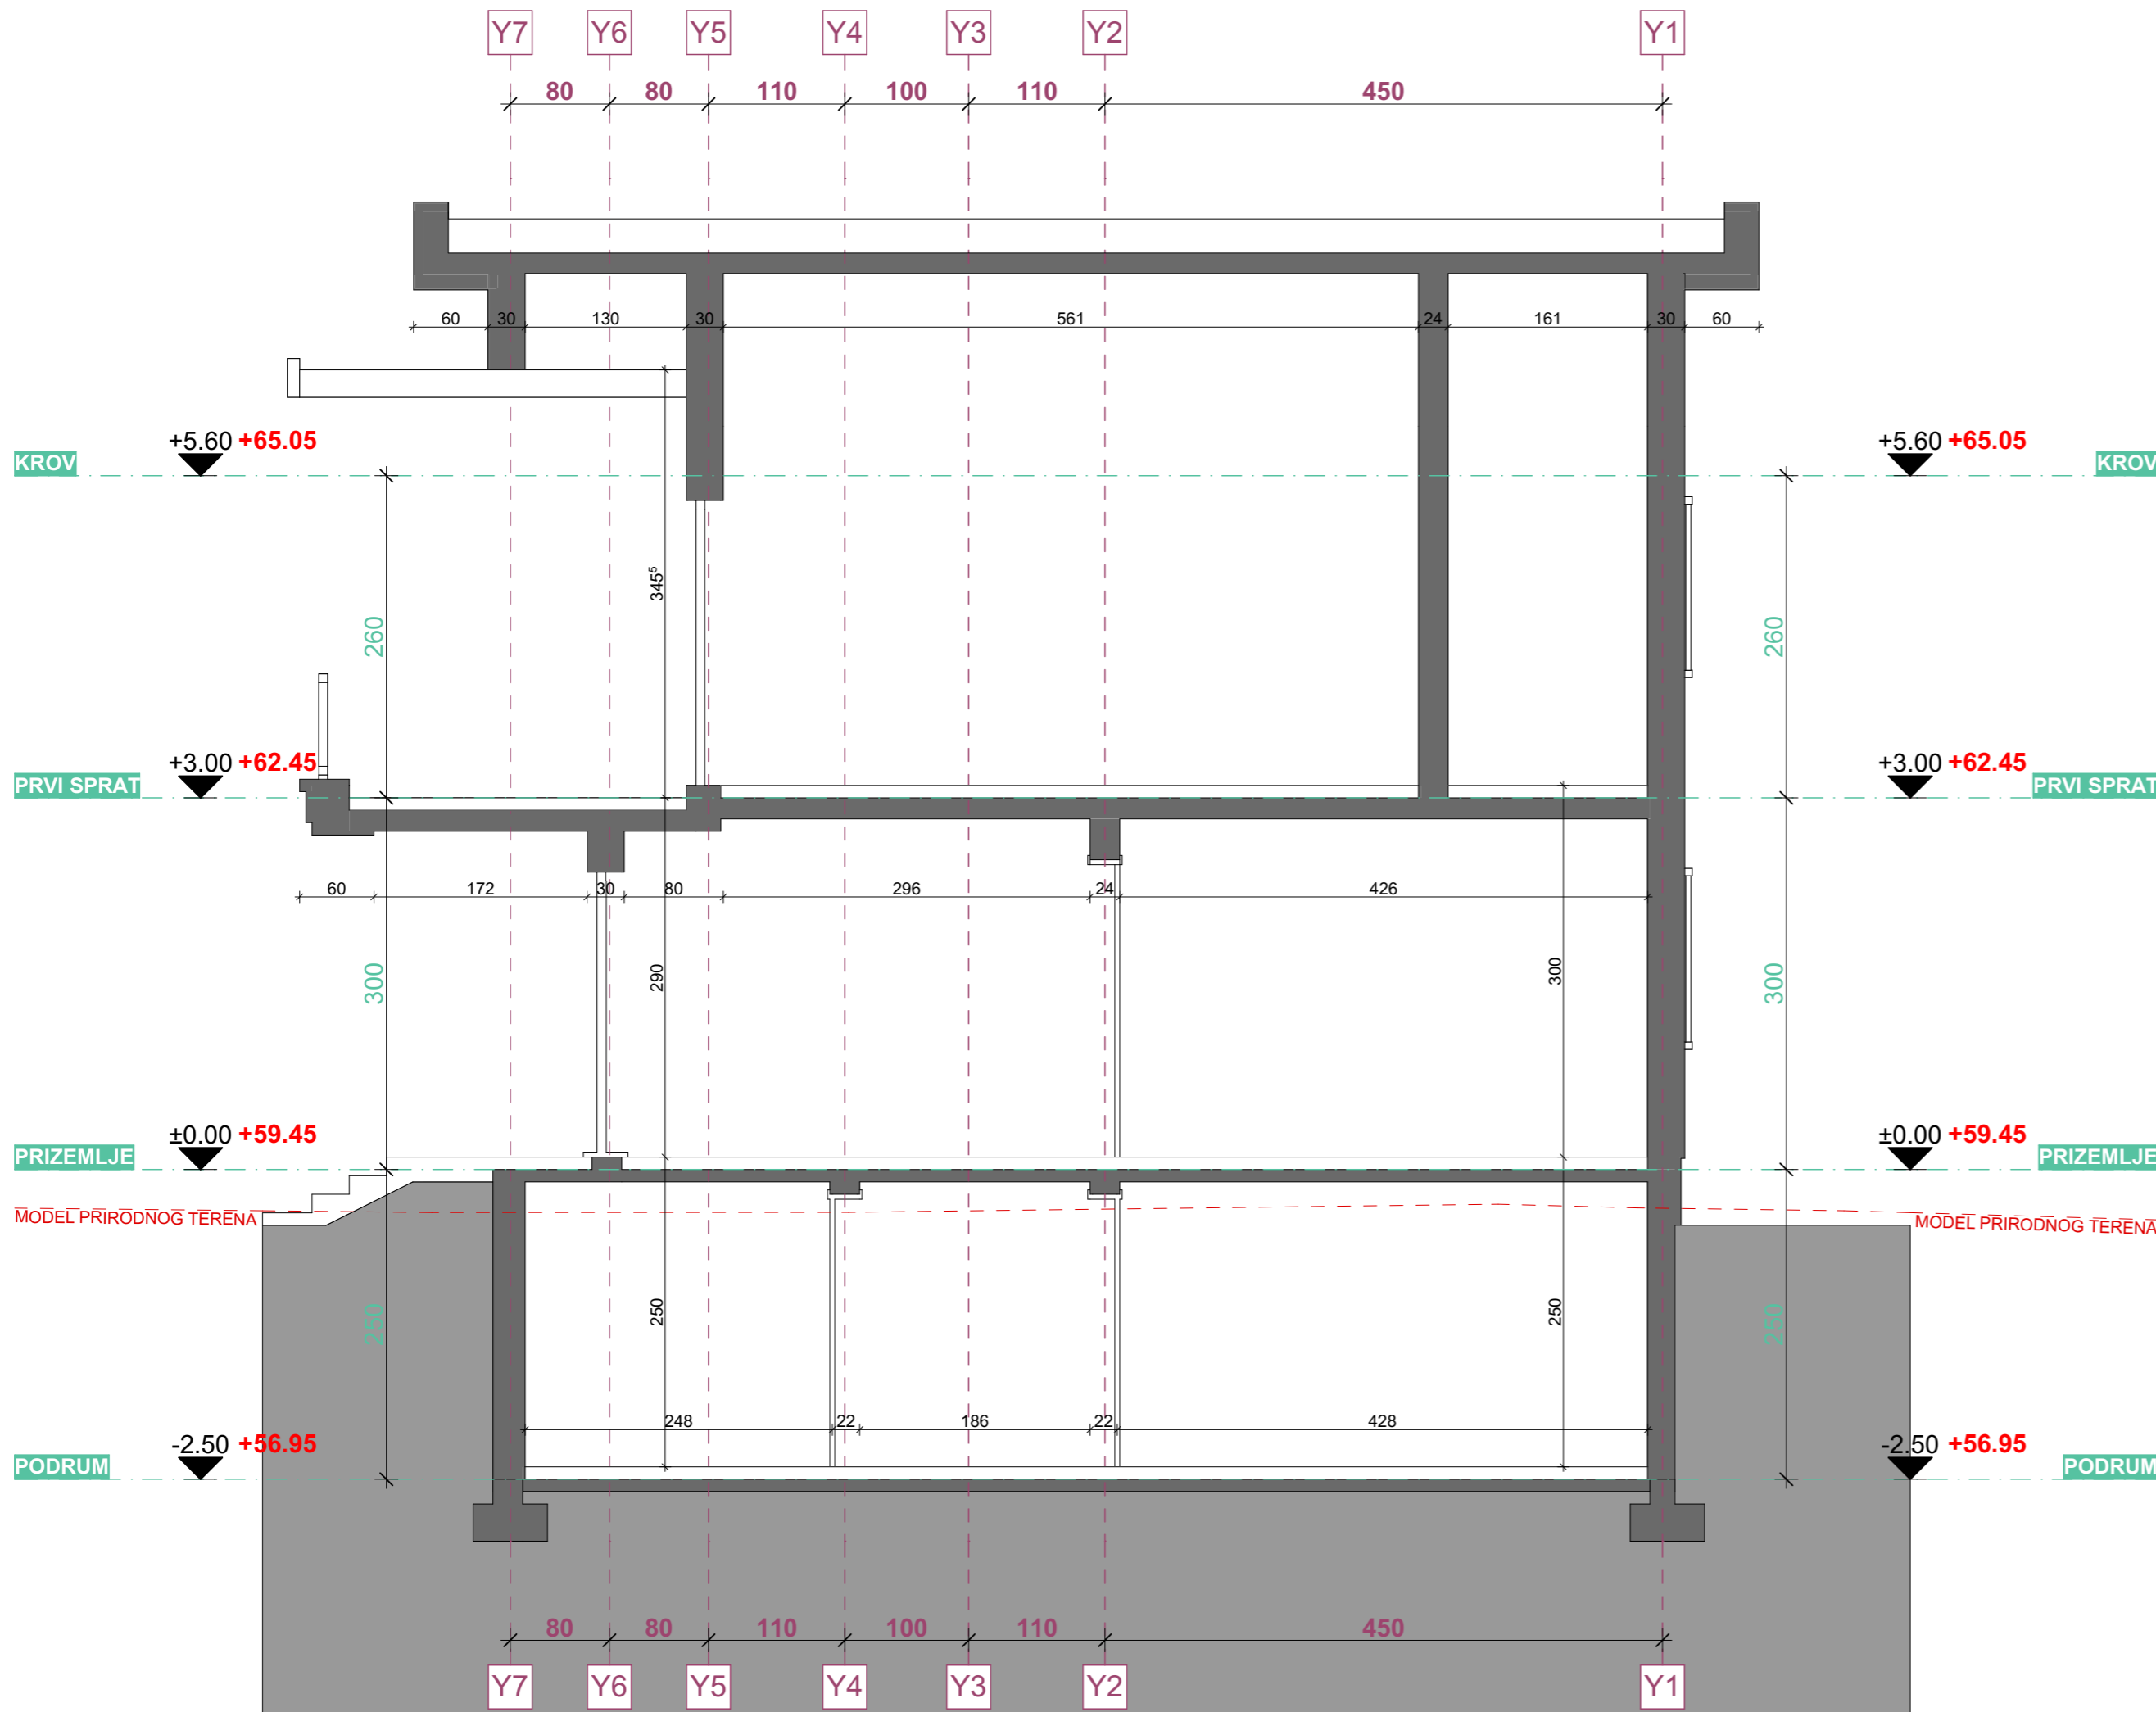 Y7 Y6 Y5 Y4 Y3 Y2 Y1
80 80 110 100 110 450
60 30 130 30 561 24 161 30 60
+5.60 +65.05 +5.60 +65.05
KROV KROV
345⁵
260 260
+3.00 +62.45 +3.00 +62.45
PRVI SPRAT PRVI SPRAT
60 172 30 80 296 24 426
300 290 300 300
±0.00 +59.45 ±0.00 +59.45
PRIZEMLJE PRIZEMLJE
MODEL PRIRODNOG TERENA MODEL PRIRODNOG TERENA
250 250 250 250
248 22 186 22 428
-2.50 +56.95 -2.50 +56.95
PODRUM PODRUM
80 80 110 100 110 450
Y7 Y6 Y5 Y4 Y3 Y2 Y1